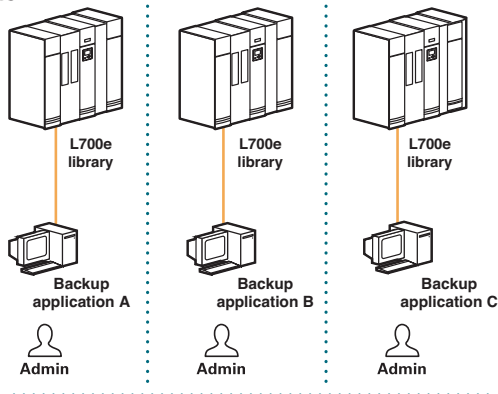 L700e
library
L700e
library
L700e
library
Backup
application A
Backup
application B
Backup
application C
Admin
Admin
Admin